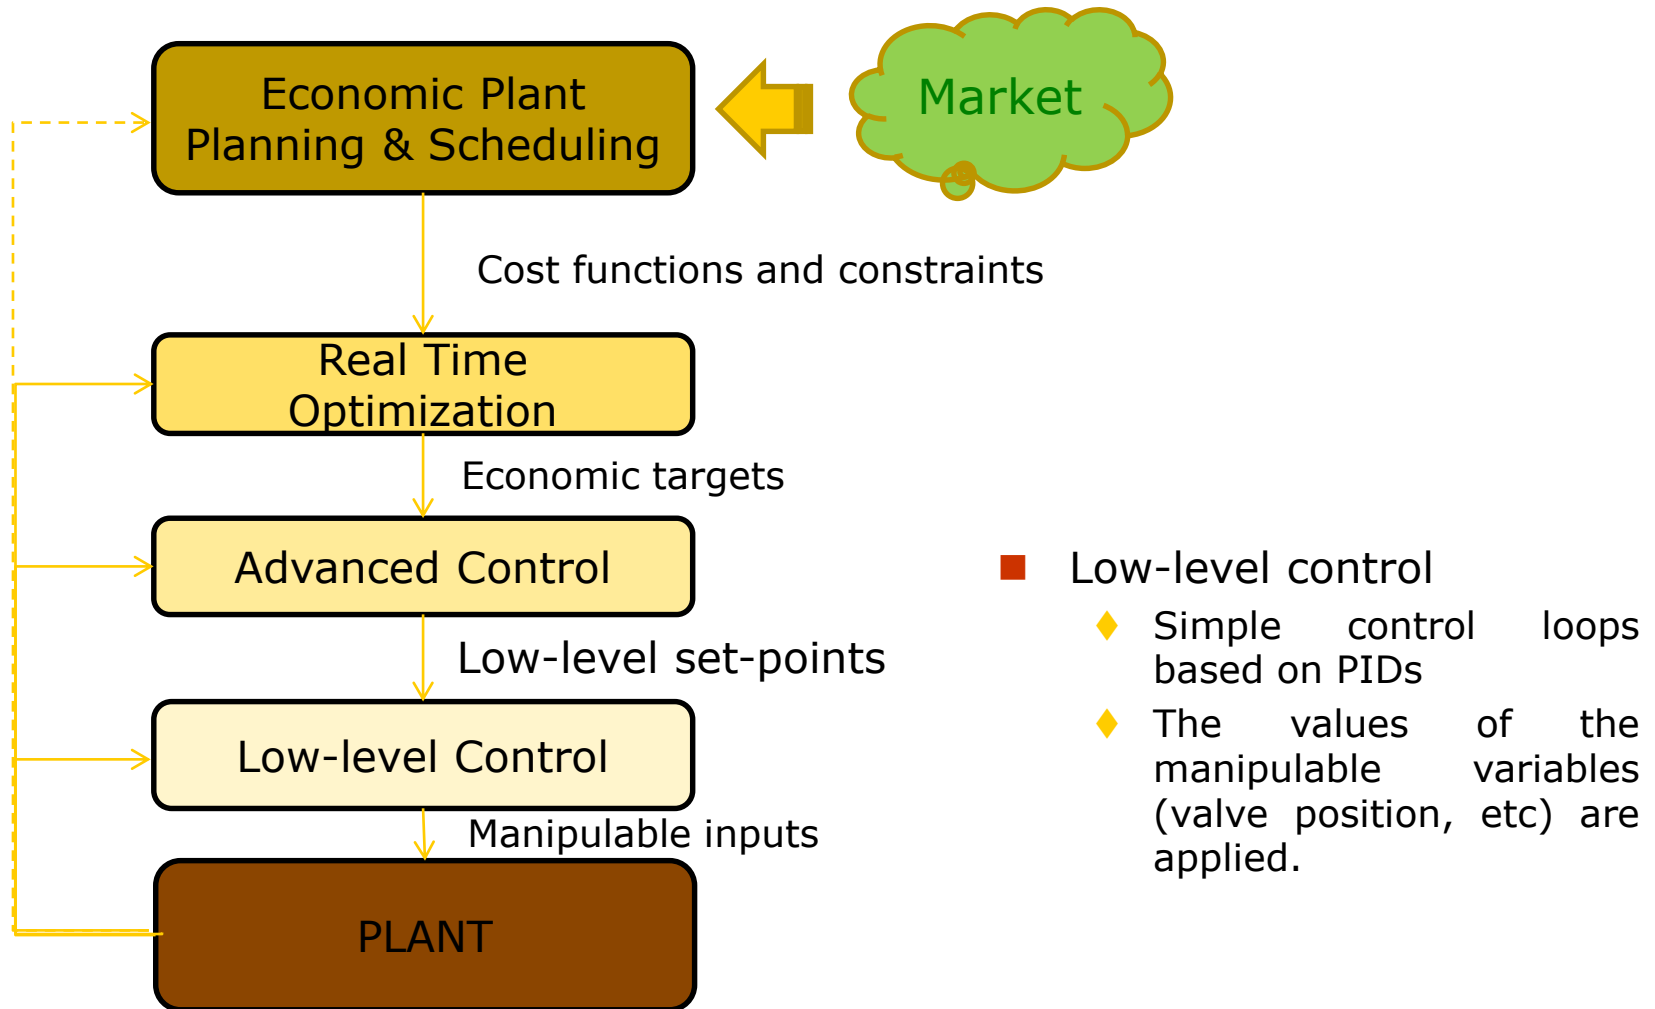 Economic Plant
Planning & Scheduling
Market
Cost functions and constraints
Real Time
Optimization
Economic targets
Advanced Control
Low-level set-points
Low-level Control
Manipulable inputs
PLANT
Low-level control
Simple control loops
based on PIDs
The values of the
manipulable variables
(valve position, etc) are
applied.